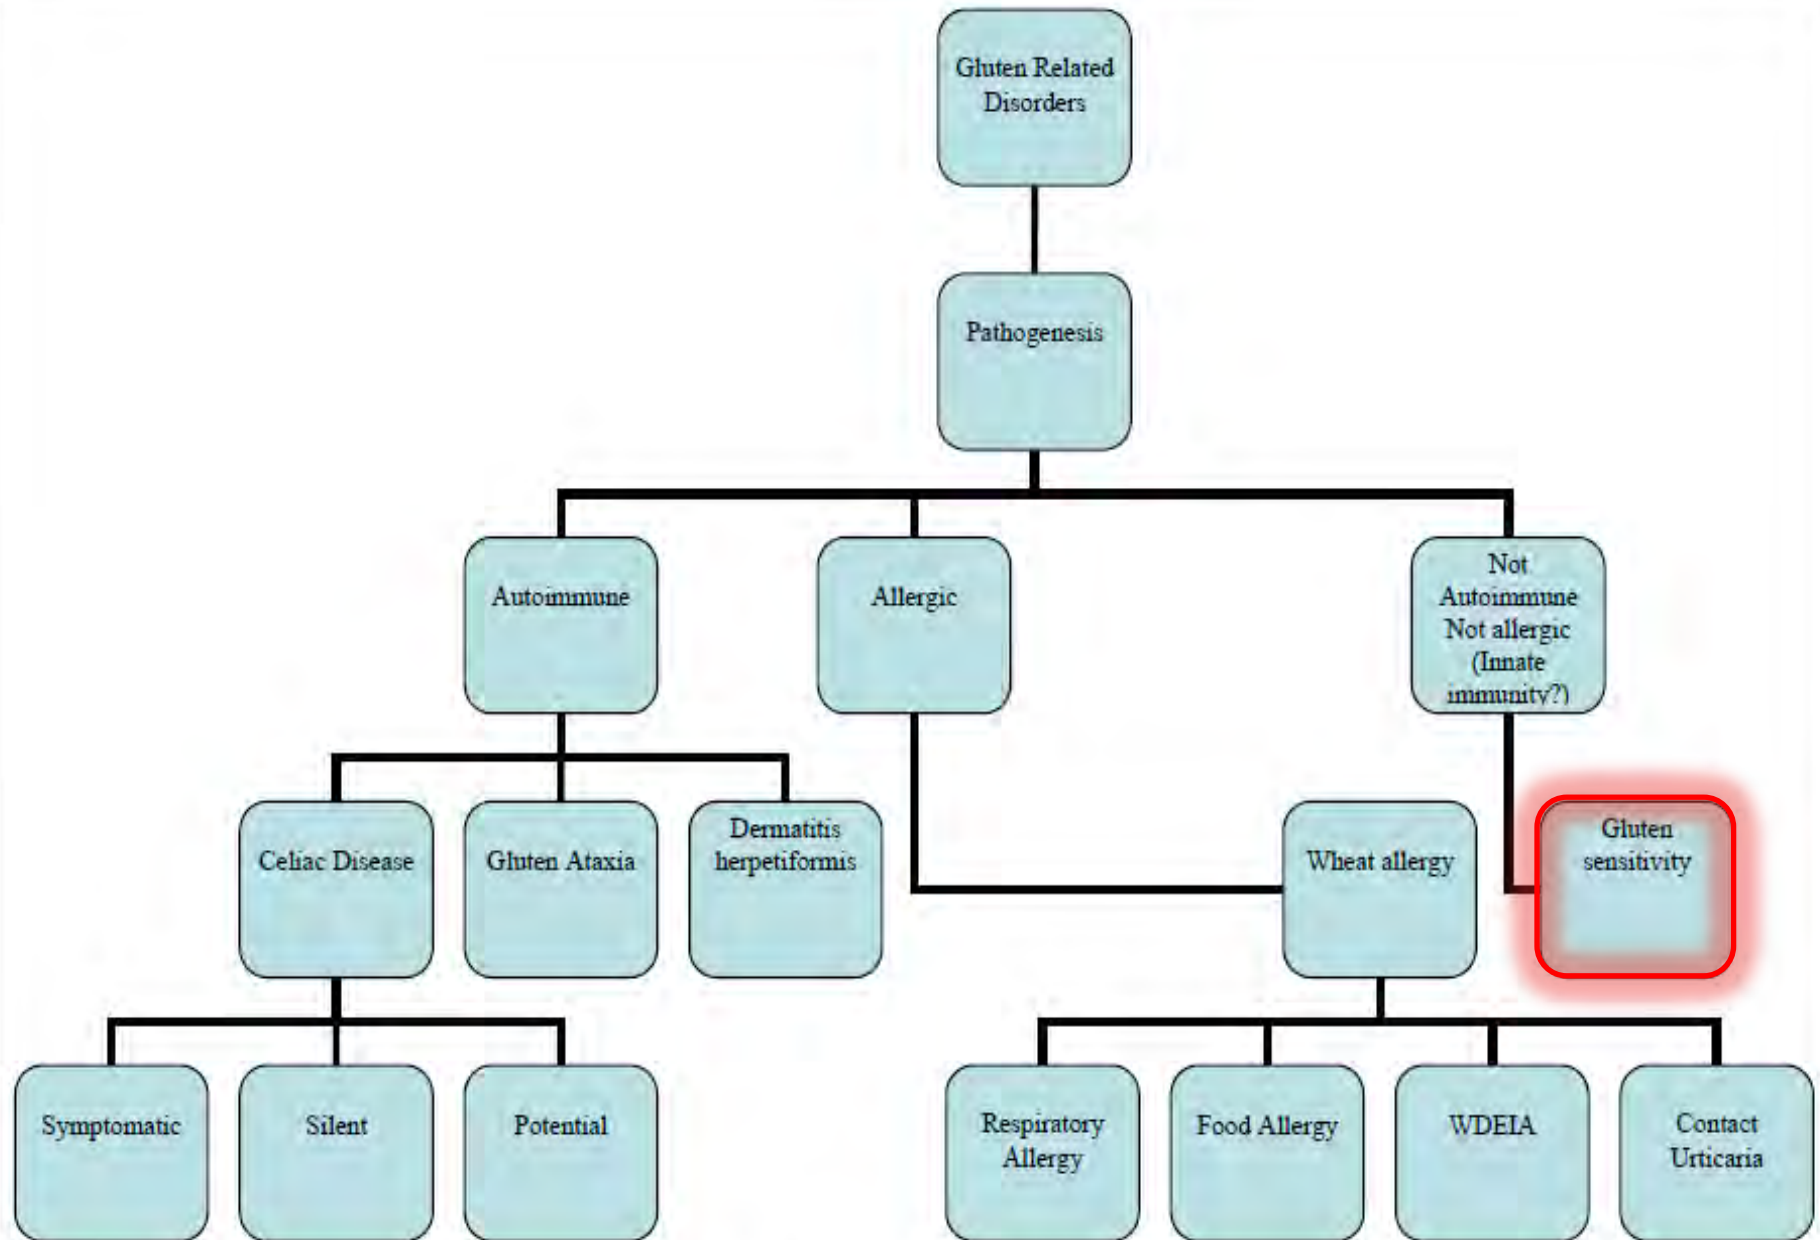 Gluten Related
Disorders
Pathogenesis
Autoimmune
Allergic
Not
Autoimmune
Not allergic
(Innate
immunity?)
Celiac Disease
Gluten Ataxia
Dermatitis
herpetiformis
Wheat allergy
Gluten
sensitivity
Symptomatic
Silent
Potential
Respiratory
Allergy
Food Allergy
WDEIA
Contact
Urticaria